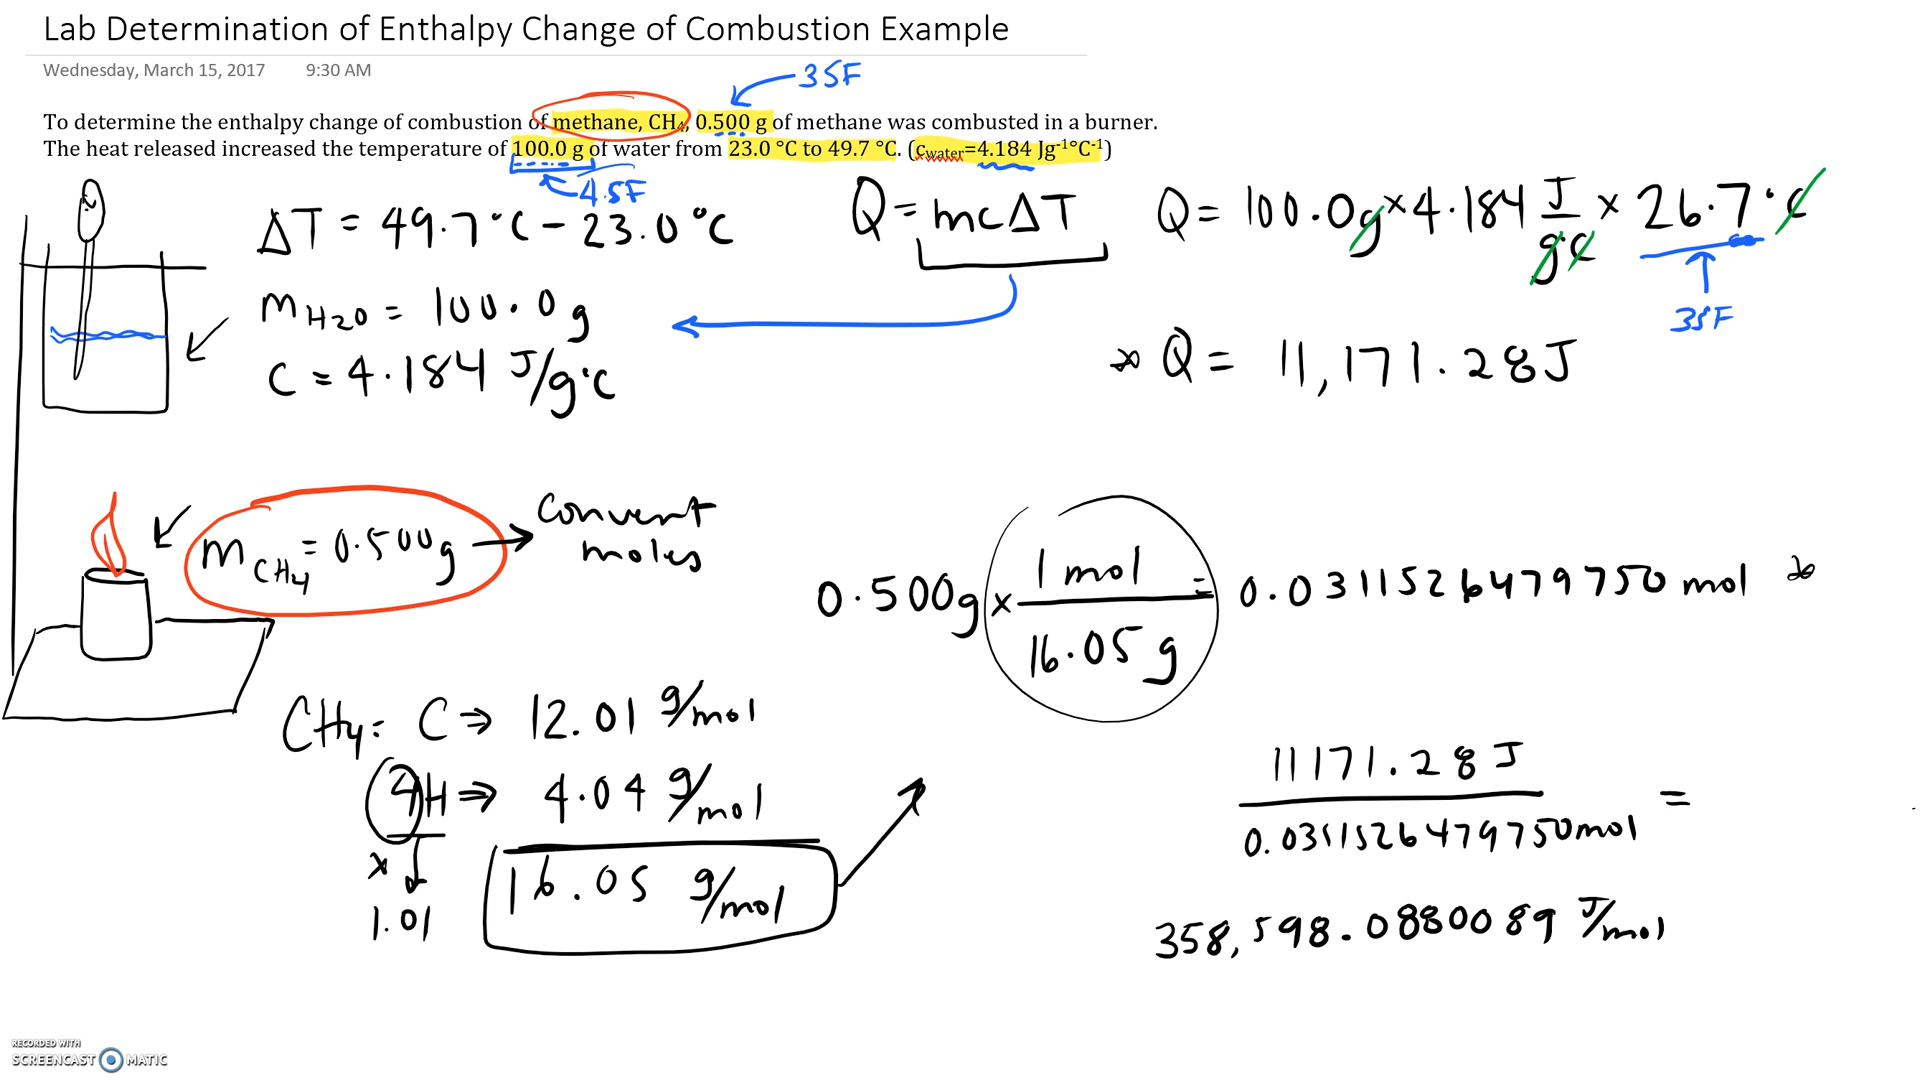 Lab Determination of Enthalpy Change of Combustion Example
Wednesday, March 15, 2017 9:30 AM
3SF
To determine the enthalpy change of combustion of methane, CH4, 0.500 g of methane was combusted in a burner.
The heat released increased the temperature of 100.0 g of water from 23.0 °C to 49.7 °C. (cwater=4.184 Jg-1°C-1)
4SF
ΔT = 49.7°C - 23.0°C
mH2O = 100.0 g
C = 4.184 J/g°C
Q = mcΔT
Q = 100.0g × 4.184 J/g°C × 26.7°C
3SF
* Q = 11,171.28 J
mCH4 = 0.500g → convert moles
0.500g × 1 mol / 16.05 g = 0.0311526479750 mol *
CH4: C ⇒ 12.01 g/mol
4H ⇒ 4.04 g/mol
× 1.01
16.05 g/mol
11171.28 J / 0.0311526479750 mol =
358,598.0880089 J/mol
RECORDED WITH
SCREENCAST MATIC